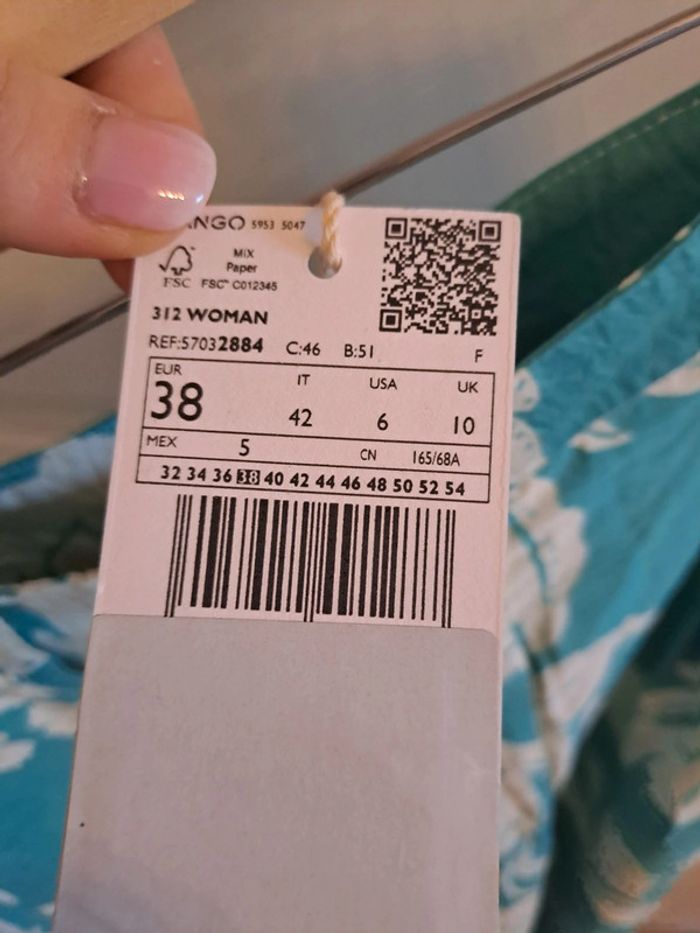 NGO 5953 5047
MIX
Paper
FSC FSC™ C012345
312 WOMAN
REF:57032884 C:46 B:51 F
EUR IT USA UK
38 42 6 10
MEX 5 CN 165/68A
32 34 36 38 40 42 44 46 48 50 52 54